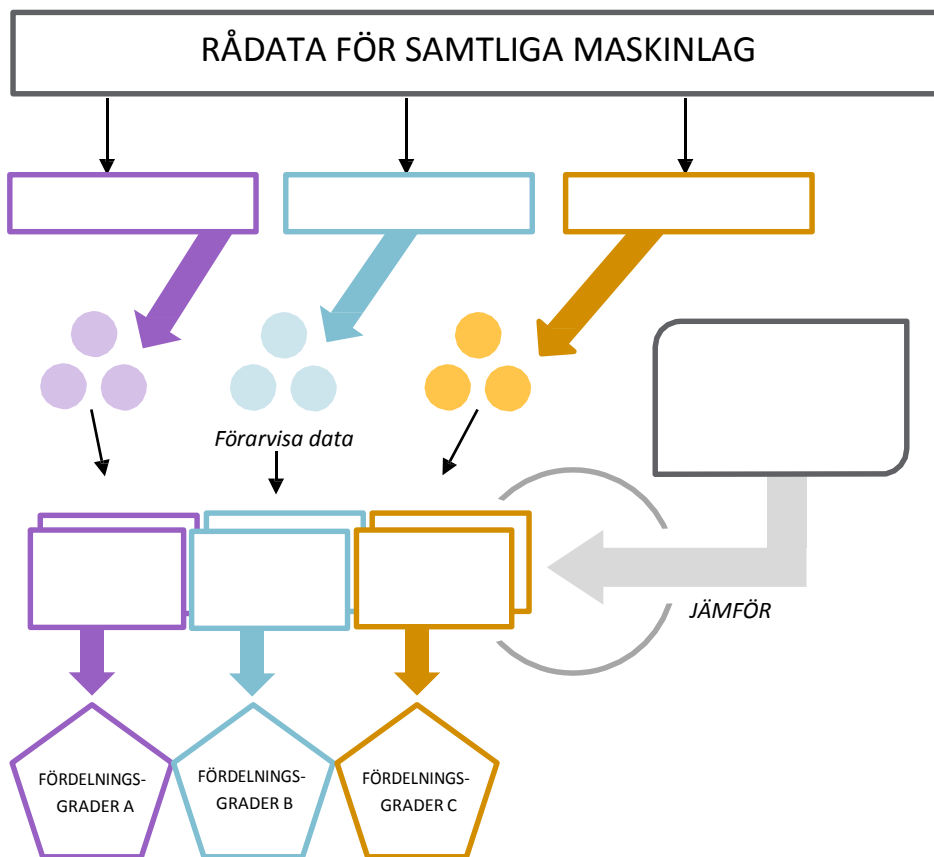 RÅDATA FÖR SAMTLIGA MASKINLAG
Förarvisa data
JÄMFÖR
FÖRDELNINGS-
GRADER A
FÖRDELNINGS-
GRADER B
FÖRDELNINGS-
GRADER C